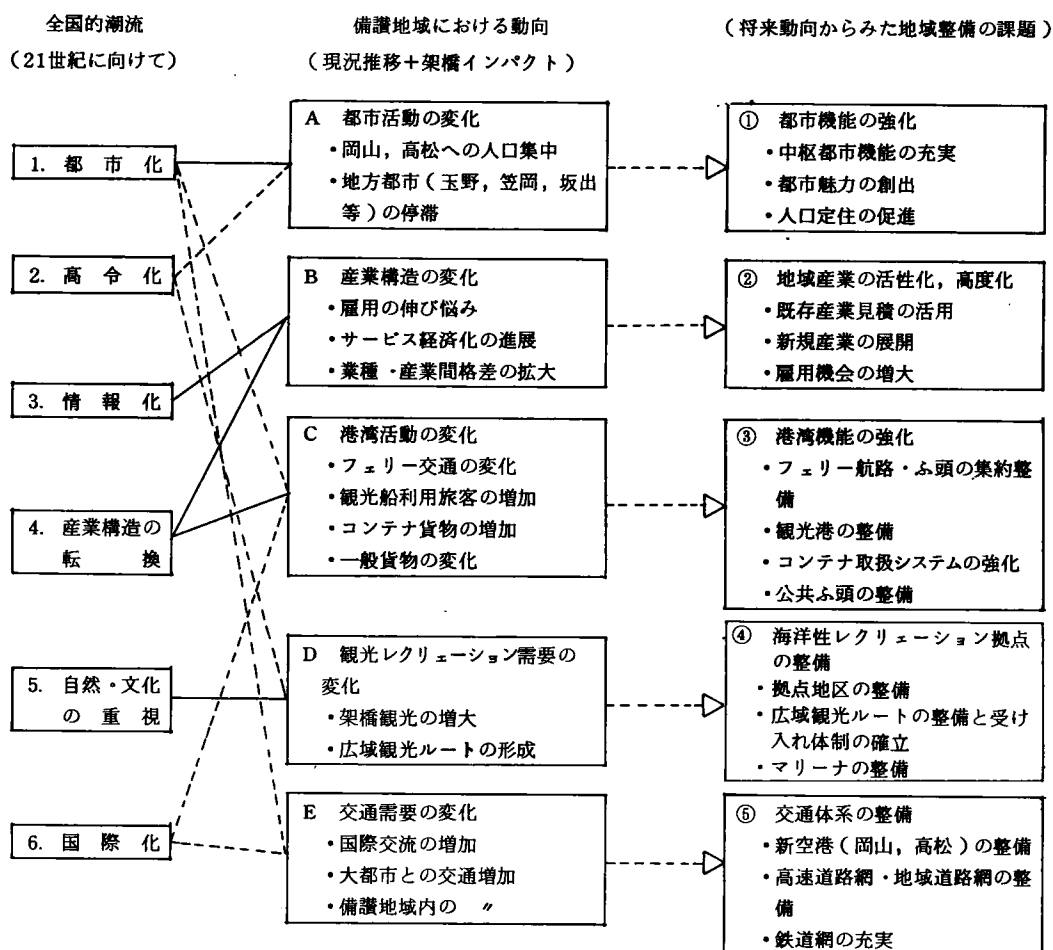 全国的潮流
(21世紀に向けて)
備讃地域における動向
(現況推移+架橋インパクト)
(将来動向からみた地域整備の課題)
1. 都市化
2. 高令化
3. 情報化
4. 産業構造の
転換
5. 自然・文化
の重視
6. 国際化
A 都市活動の変化
・岡山,高松への人口集中
・地方都市(玉野,笠岡,坂出
等)の停滞
B 産業構造の変化
・雇用の伸び悩み
・サービス経済化の進展
・業種・産業間格差の拡大
C 港湾活動の変化
・フェリー交通の変化
・観光船利用旅客の増加
・コンテナ貨物の増加
・一般貨物の変化
D 観光レクリェーション需要の
変化
・架橋観光の増大
・広域観光ルートの形成
E 交通需要の変化
・国際交流の増加
・大都市との交通増加
・備讃地域内の 〃
① 都市機能の強化
・中枢都市機能の充実
・都市魅力の創出
・人口定住の促進
② 地域産業の活性化,高度化
・既存産業見積の活用
・新規産業の展開
・雇用機会の増大
③ 港湾機能の強化
・フェリー航路・ふ頭の集約整
備
・観光港の整備
・コンテナ取扱システムの強化
・公共ふ頭の整備
④ 海洋性レクリェーション拠点
の整備
・拠点地区の整備
・広域観光ルートの整備と受け
入れ体制の確立
・マリーナの整備
⑤ 交通体系の整備
・新空港(岡山,高松)の整備
・高速道路網・地域道路網の整
備
・鉄道網の充実